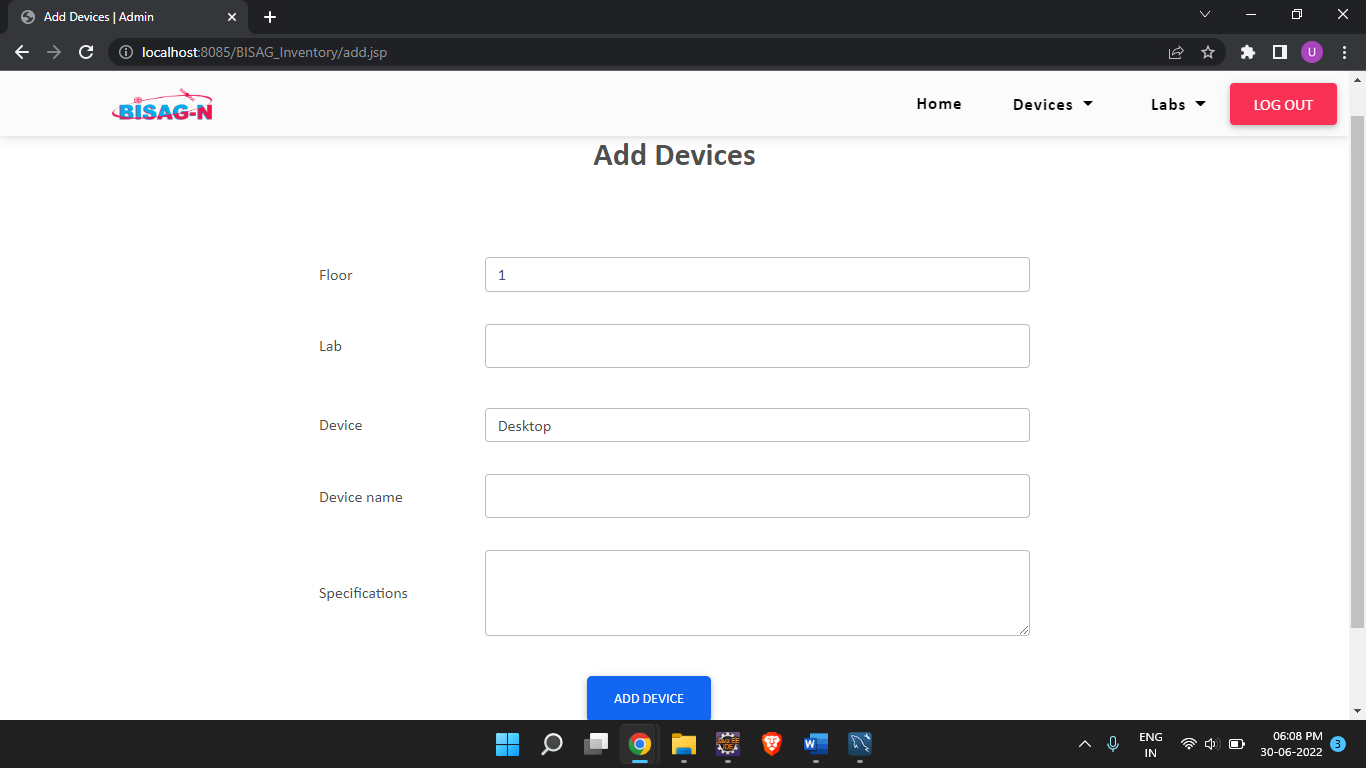 Add Devices | Admin
localhost:8085/BISAG_Inventory/add.jsp
U
BISAG-N
Home
Devices
Labs
LOG OUT
Add Devices
Floor
1
Lab
Device
Desktop
Device name
Specifications
ADD DEVICE
ENG
IN
06:08 PM
30-06-2022
3